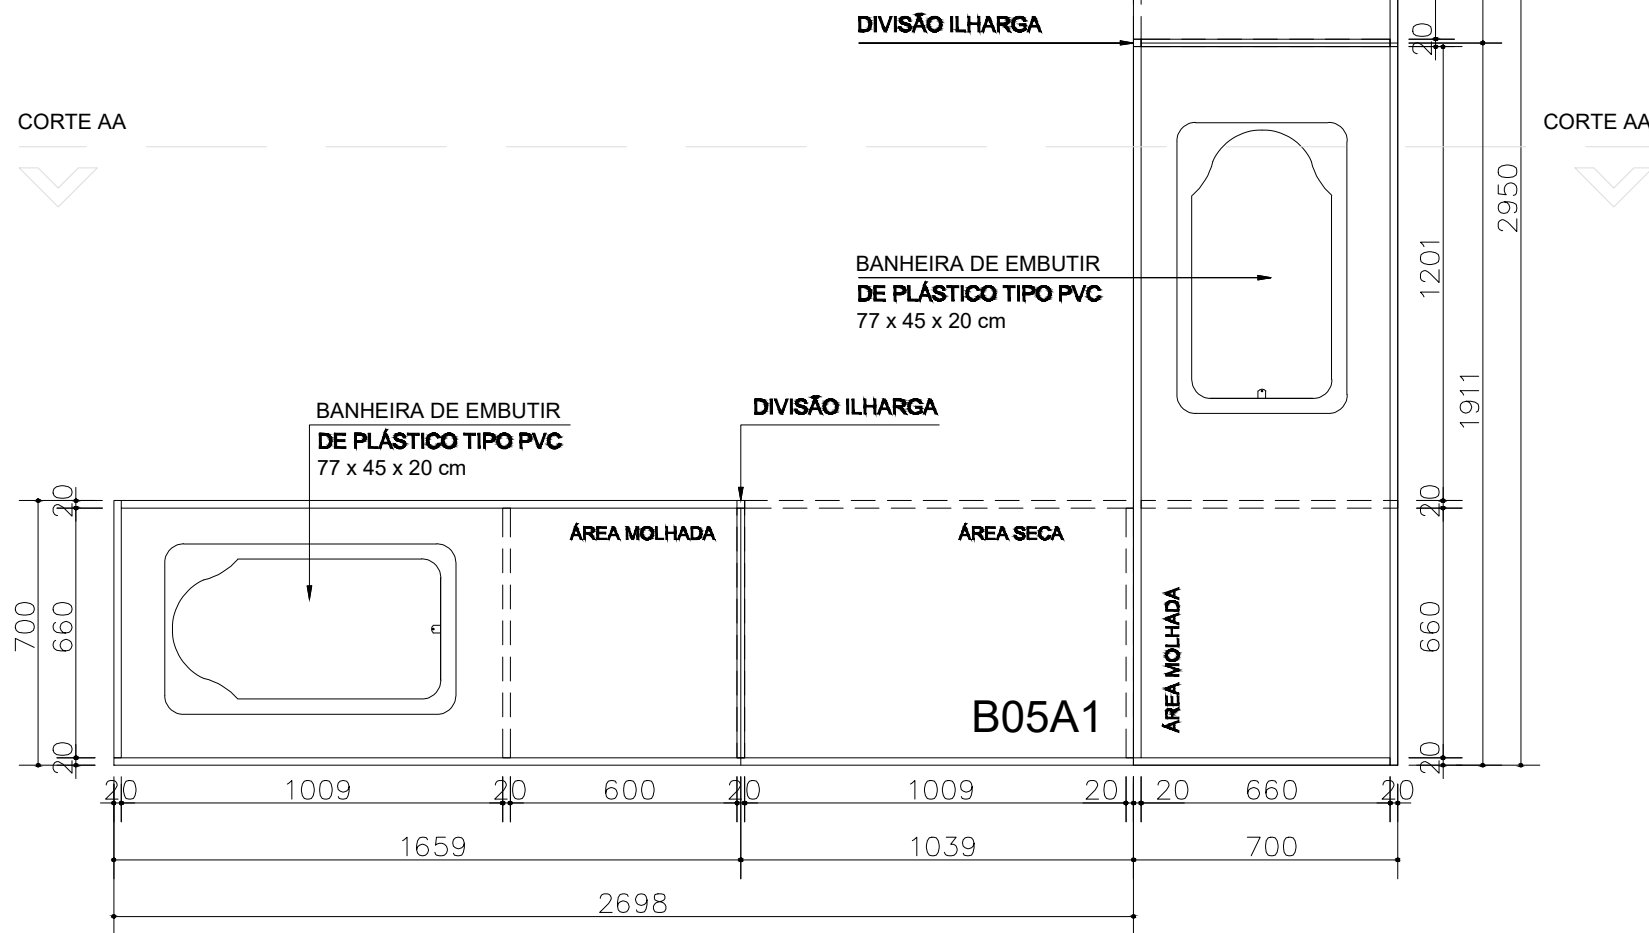 DIVISÃO ILHARGA
20
CORTE AA
CORTE AA
2950
1201
BANHEIRA DE EMBUTIR
DE PLÁSTICO TIPO PVC
77 x 45 x 20 cm
1911
BANHEIRA DE EMBUTIR
DE PLÁSTICO TIPO PVC
77 x 45 x 20 cm
DIVISÃO ILHARGA
20
20
ÁREA MOLHADA
ÁREA SECA
700
660
660
ÁREA MOLHADA
B05A1
20
20
20 1009 20 600 20 1009 20 20 660 20
1659 1039 700
2698